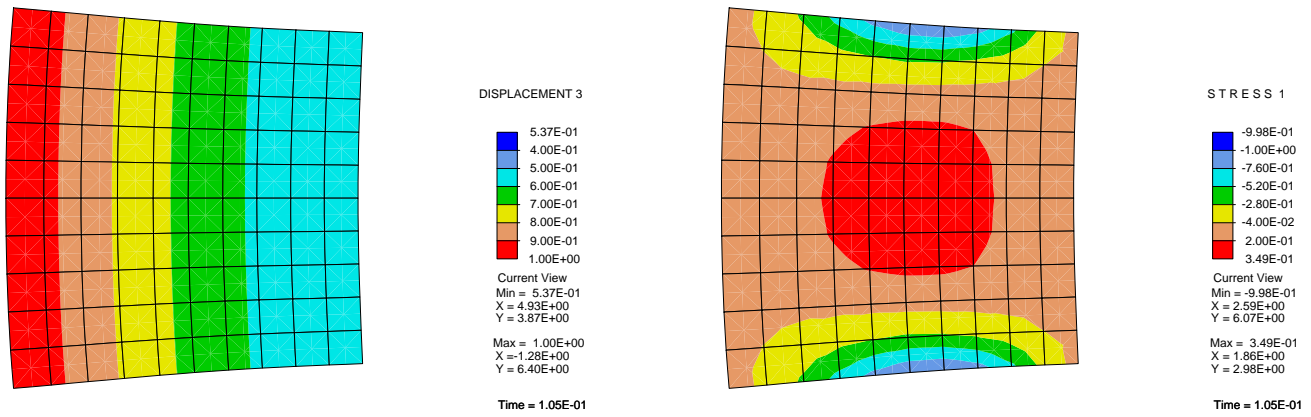 DISPLACEMENT 3
5.37E-01
4.00E-01
5.00E-01
6.00E-01
7.00E-01
8.00E-01
9.00E-01
1.00E+00
Current View
Min = 5.37E-01
X = 4.93E+00
Y = 3.87E+00
Max = 1.00E+00
X =-1.28E+00
Y = 6.40E+00
Time = 1.05E-01
S T R E S S 1
-9.98E-01
-1.00E+00
-7.60E-01
-5.20E-01
-2.80E-01
-4.00E-02
2.00E-01
3.49E-01
Current View
Min = -9.98E-01
X = 2.59E+00
Y = 6.07E+00
Max = 3.49E-01
X = 1.86E+00
Y = 2.98E+00
Time = 1.05E-01